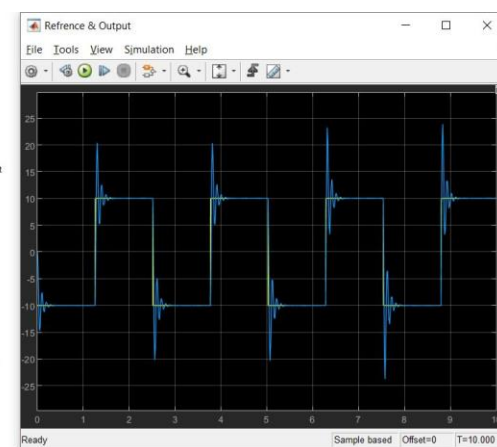 Refrence & Output
File Tools View Simulation Help
25
20
15
10
5
0
-5
-10
-15
-20
-25
0 1 2 3 4 5 6 7 8 9 10
Ready Sample based Offset=0 T=10.000